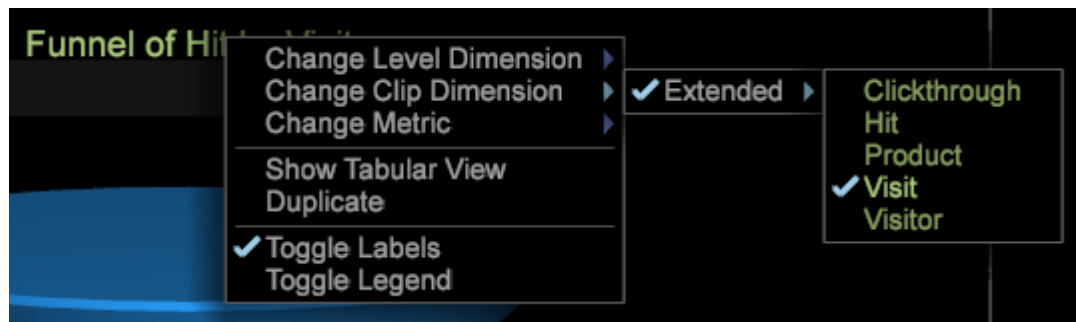 Funnel of Hit
Change Level Dimension
Change Clip Dimension
Change Metric
Show Tabular View
Duplicate
Toggle Labels
Toggle Legend
Extended
Clickthrough
Hit
Product
Visit
Visitor